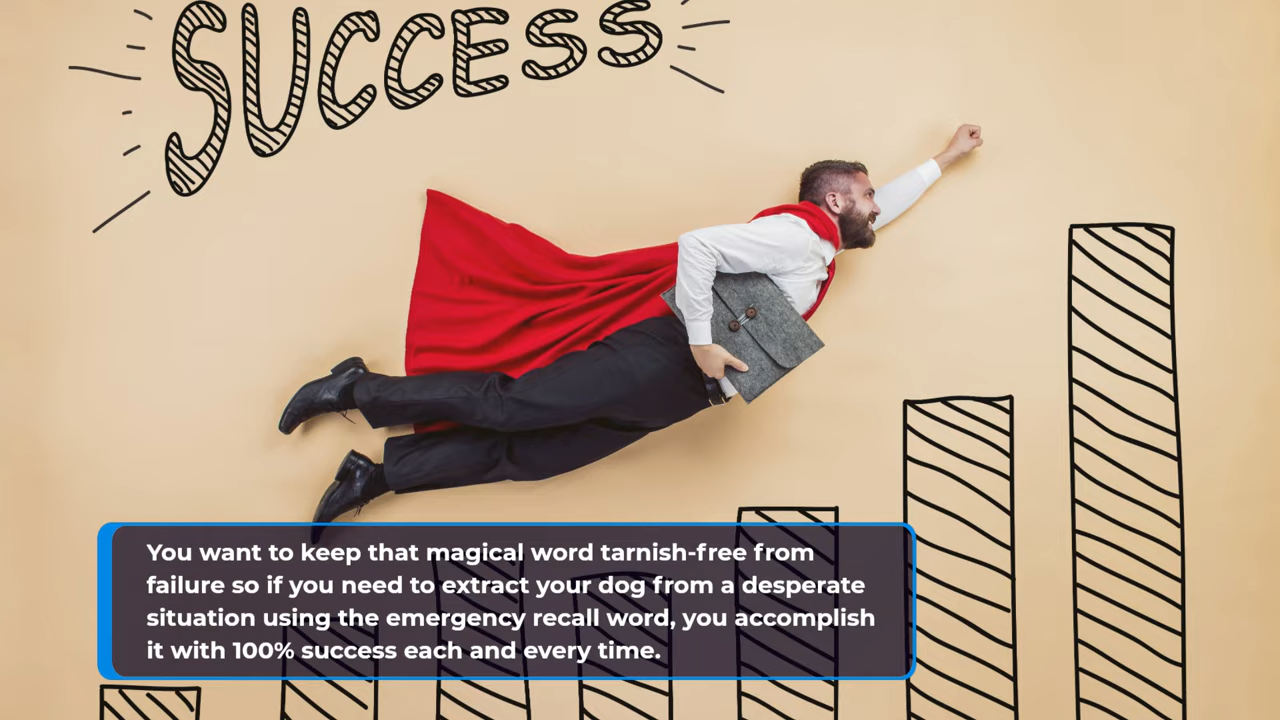 SUCCESS
You want to keep that magical word tarnish-free from
failure so if you need to extract your dog from a desperate
situation using the emergency recall word, you accomplish
it with 100% success each and every time.